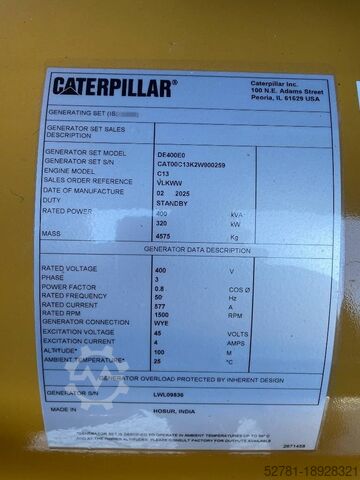 CATERPILLAR®
Caterpillar Inc.
100 N.E. Adams Street
Peoria, IL 61629 USA
GENERATING SET (IS
GENERATOR SET SALES
DESCRIPTION
GENERATOR SET MODEL DE400E0
GENERATOR SET S/N CAT00C13K2W900259
ENGINE MODEL C13
SALES ORDER REFERENCE VLKWW
DATE OF MANUFACTURE 02 2025
DUTY STANDBY
RATED POWER 400 kVA
320 kW
MASS 4575 Kg
GENERATOR DATA DESCRIPTION
RATED VOLTAGE 400 V
PHASE 3
POWER FACTOR 0.8 COS Ø
RATED FREQUENCY 50 Hz
RATED CURRENT 577 A
RATED RPM 1500 RPM
GENERATOR CONNECTION WYE
EXCITATION VOLTAGE 45 VOLTS
EXCITATION CURRENT 4 AMPS
ALTITUDE* 100 M
AMBIENT TEMPERATURE* 25 °C
GENERATOR OVERLOAD PROTECTED BY INHERENT DESIGN
LWL09836
MADE IN HOSUR, INDIA
52781-18928321